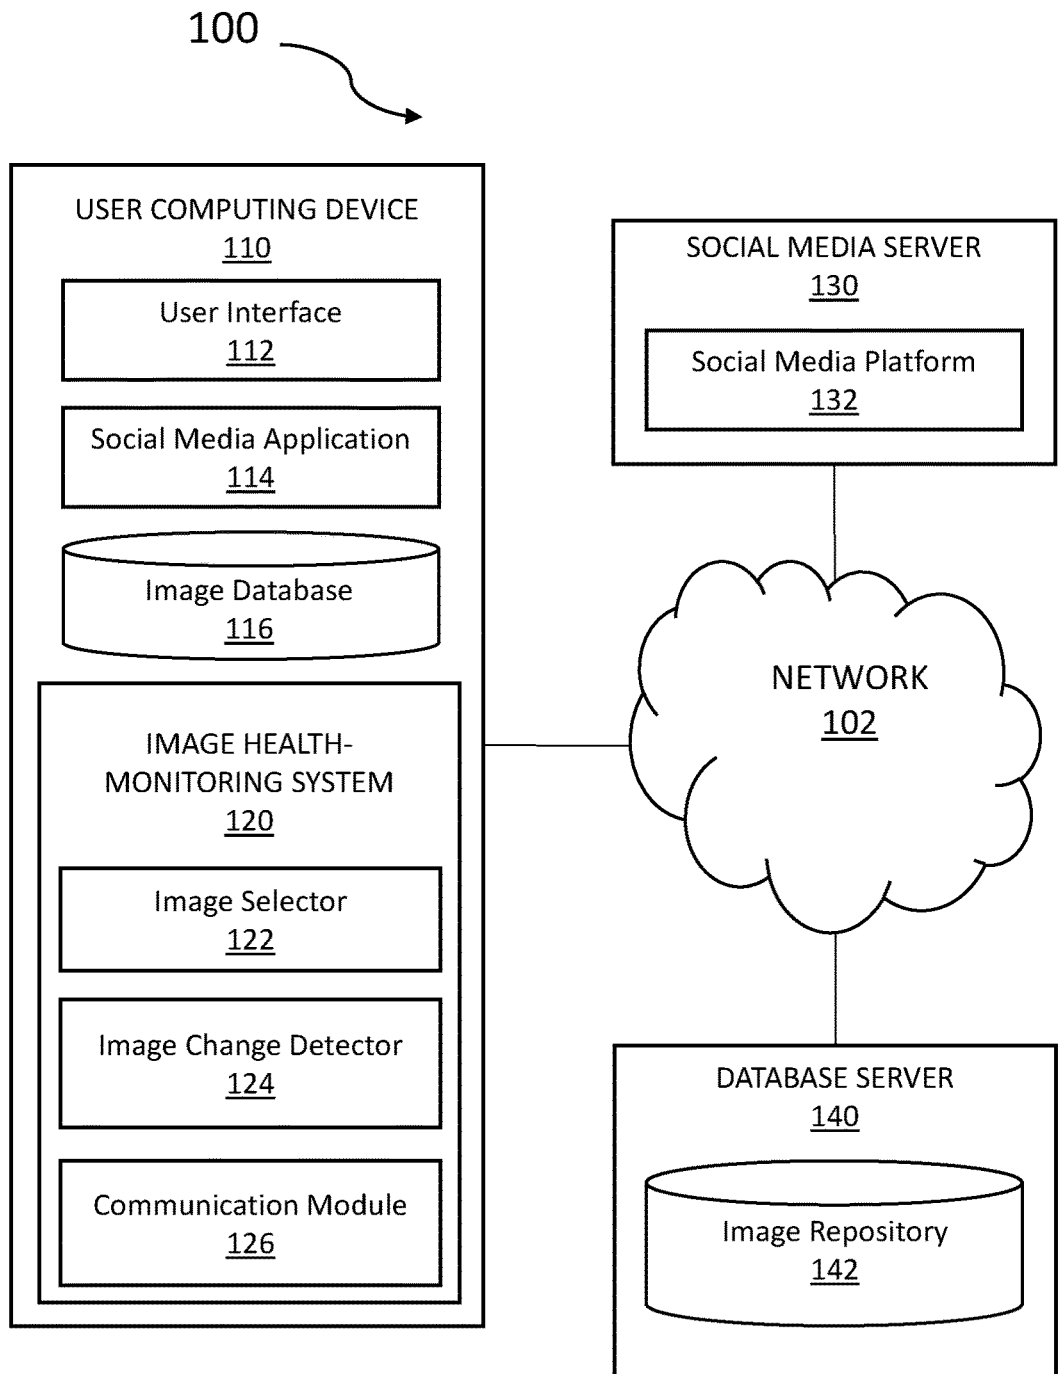 100
USER COMPUTING DEVICE
110
User Interface
112
Social Media Application
114
Image Database
116
IMAGE HEALTH-
MONITORING SYSTEM
120
Image Selector
122
Image Change Detector
124
Communication Module
126
SOCIAL MEDIA SERVER
130
Social Media Platform
132
NETWORK
102
DATABASE SERVER
140
Image Repository
142